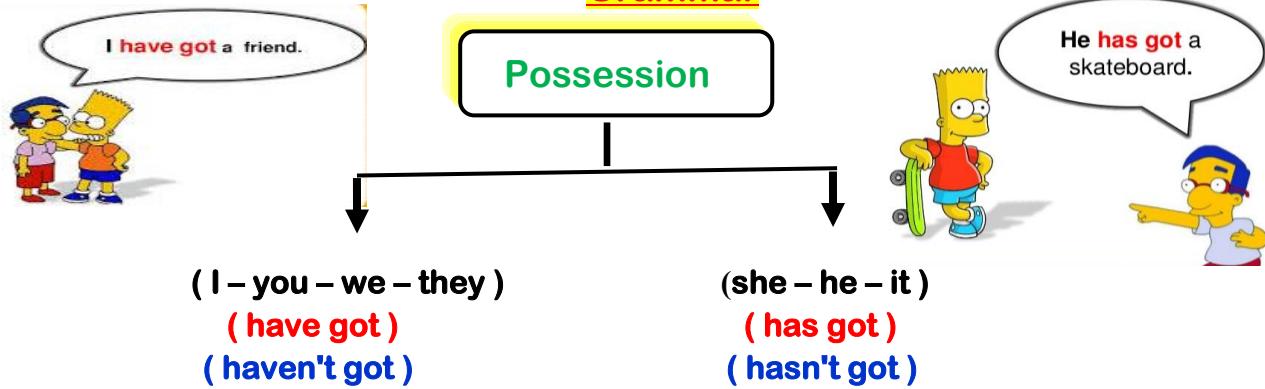 Grammar
I have got a friend.
Possession
He has got a
skateboard.
( I – you – we – they )
( have got )
( haven't got )
(she – he – it )
( has got )
( hasn't got )